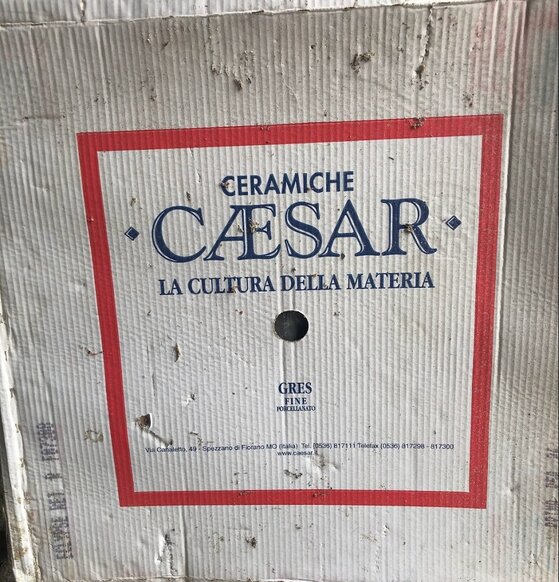 CERAMICHE
CÆSAR
LA CULTURA DELLA MATERIA
GRES
FINE
PORCELLANATO
Via Canaletto, 49 - Spezzano di Fiorano MO (Italia) Tel. (0536) 817111 Telefax (0536) 817298 - 817300
www.caesar.it